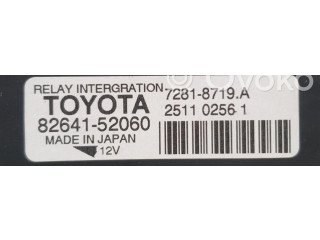 RELAY INTERGRATION
TOYOTA
82641-52060
MADE IN JAPAN
12V
7281-8719.A
2511 0256 1
Ovoko